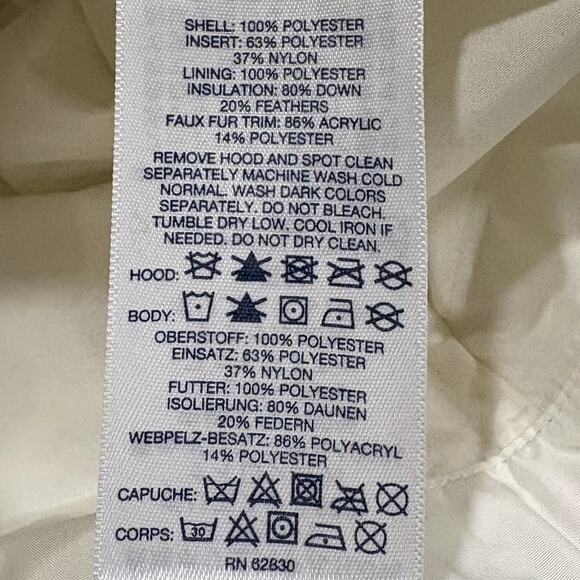 SHELL: 100% POLYESTER
INSERT: 63% POLYESTER
37% NYLON
LINING: 100% POLYESTER
INSULATION: 80% DOWN
20% FEATHERS
FAUX FUR TRIM: 86% ACRYLIC
14% POLYESTER
REMOVE HOOD AND SPOT CLEAN
SEPARATELY MACHINE WASH COLD
NORMAL. WASH DARK COLORS
SEPARATELY. DO NOT BLEACH.
TUMBLE DRY LOW. COOL IRON IF
NEEDED. DO NOT DRY CLEAN.
HOOD:
BODY:
OBERSTOFF: 100% POLYESTER
EINSATZ: 63% POLYESTER
37% NYLON
FUTTER: 100% POLYESTER
ISOLIERUNG: 80% DAUNEN
20% FEDERN
WEBPELZ-BESATZ: 86% POLYACRYL
14% POLYESTER
CAPUCHE:
CORPS: 30
RN 62830